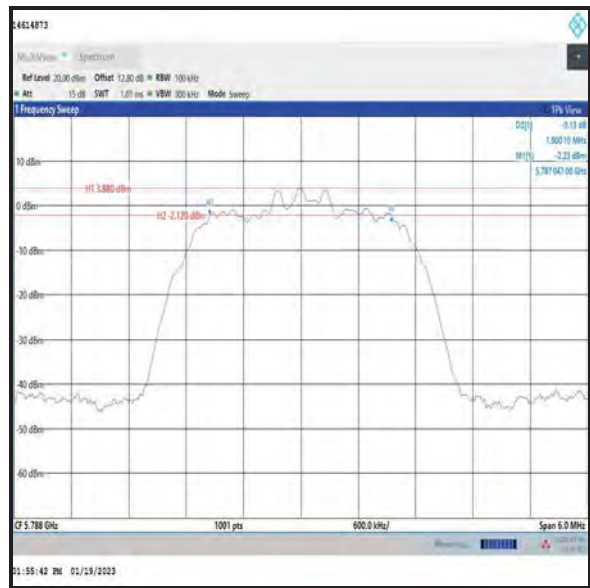 14614873
MultiView Spectrum
Ref Level 20.00 dBm Offset 12.80 dB RBW 100 kHz
Att 15 dB SWT 1.01 ms VBW 300 kHz Mode Sweep
1 Frequency Sweep 1Pk View
D2[1] -0.13 dB
1.90010 MHz
M1[1] -2.23 dBm
5.78704700 GHz
10 dBm
H1 3.880 dBm
0 dBm
H2 -2.120 dBm
M1
-10 dBm
-20 dBm
-30 dBm
-40 dBm
-50 dBm
-60 dBm
CF 5.788 GHz 1001 pts 600.0 kHz/ Span 6.0 MHz
01:55:42 PM 01/19/2023